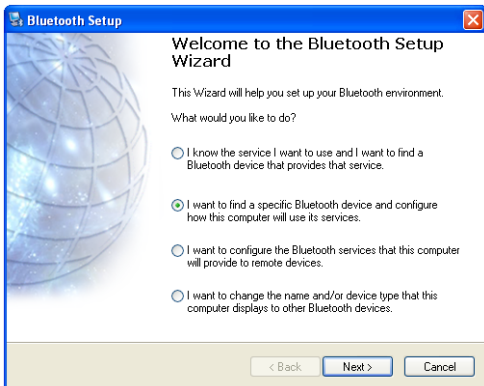 Bluetooth Setup
Welcome to the Bluetooth Setup
Wizard
This Wizard will help you set up your Bluetooth environment.
What would you like to do?
I know the service I want to use and I want to find a
Bluetooth device that provides that service.
I want to find a specific Bluetooth device and configure
how this computer will use its services.
I want to configure the Bluetooth services that this computer
will provide to remote devices.
I want to change the name and/or device type that this
computer displays to other Bluetooth devices.
< Back Next > Cancel